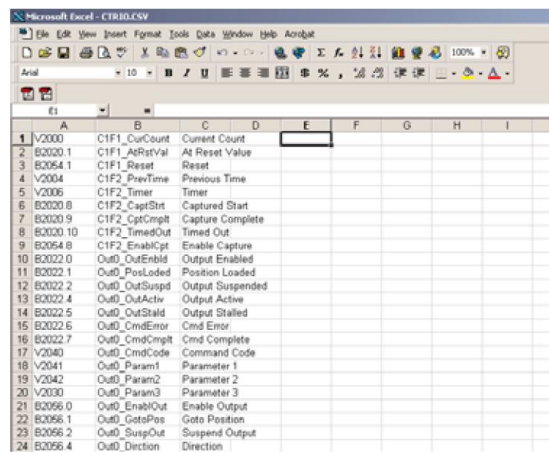 Microsoft Excel - CTRIO.CSV
File Edit View Insert Format Tools Data Window Help Acrobat
100%
Arial 10 B I U $ % ,
E1 =
A B C D E F G H I
1 V2000 C1F1_CurCount Current Count
2 B2020.1 C1F1_AtRstVal At Reset Value
3 B2054.1 C1F1_Reset Reset
4 V2004 C1F2_PrevTime Previous Time
5 V2006 C1F2_Timer Timer
6 B2020.8 C1F2_CaptStrt Captured Start
7 B2020.9 C1F2_CptCmplt Capture Complete
8 B2020.10 C1F2_TimedOut Timed Out
9 B2054.8 C1F2_EnablCpt Enable Capture
10 B2022.0 Out0_OutEnbld Output Enabled
11 B2022.1 Out0_PosLoded Position Loaded
12 B2022.2 Out0_OutSuspd Output Suspended
13 B2022.4 Out0_OutActiv Output Active
14 B2022.5 Out0_OutStald Output Stalled
15 B2022.6 Out0_CmdError Cmd Error
16 B2022.7 Out0_CmdCmplt Cmd Complete
17 V2040 Out0_CmdCode Command Code
18 V2041 Out0_Param1 Parameter 1
19 V2042 Out0_Param2 Parameter 2
20 V2030 Out0_Param3 Parameter 3
21 B2056.0 Out0_EnablOut Enable Output
22 B2056.1 Out0_GotoPos Goto Position
23 B2056.2 Out0_SuspOut Suspend Output
24 B2056.4 Out0_Dirction Direction